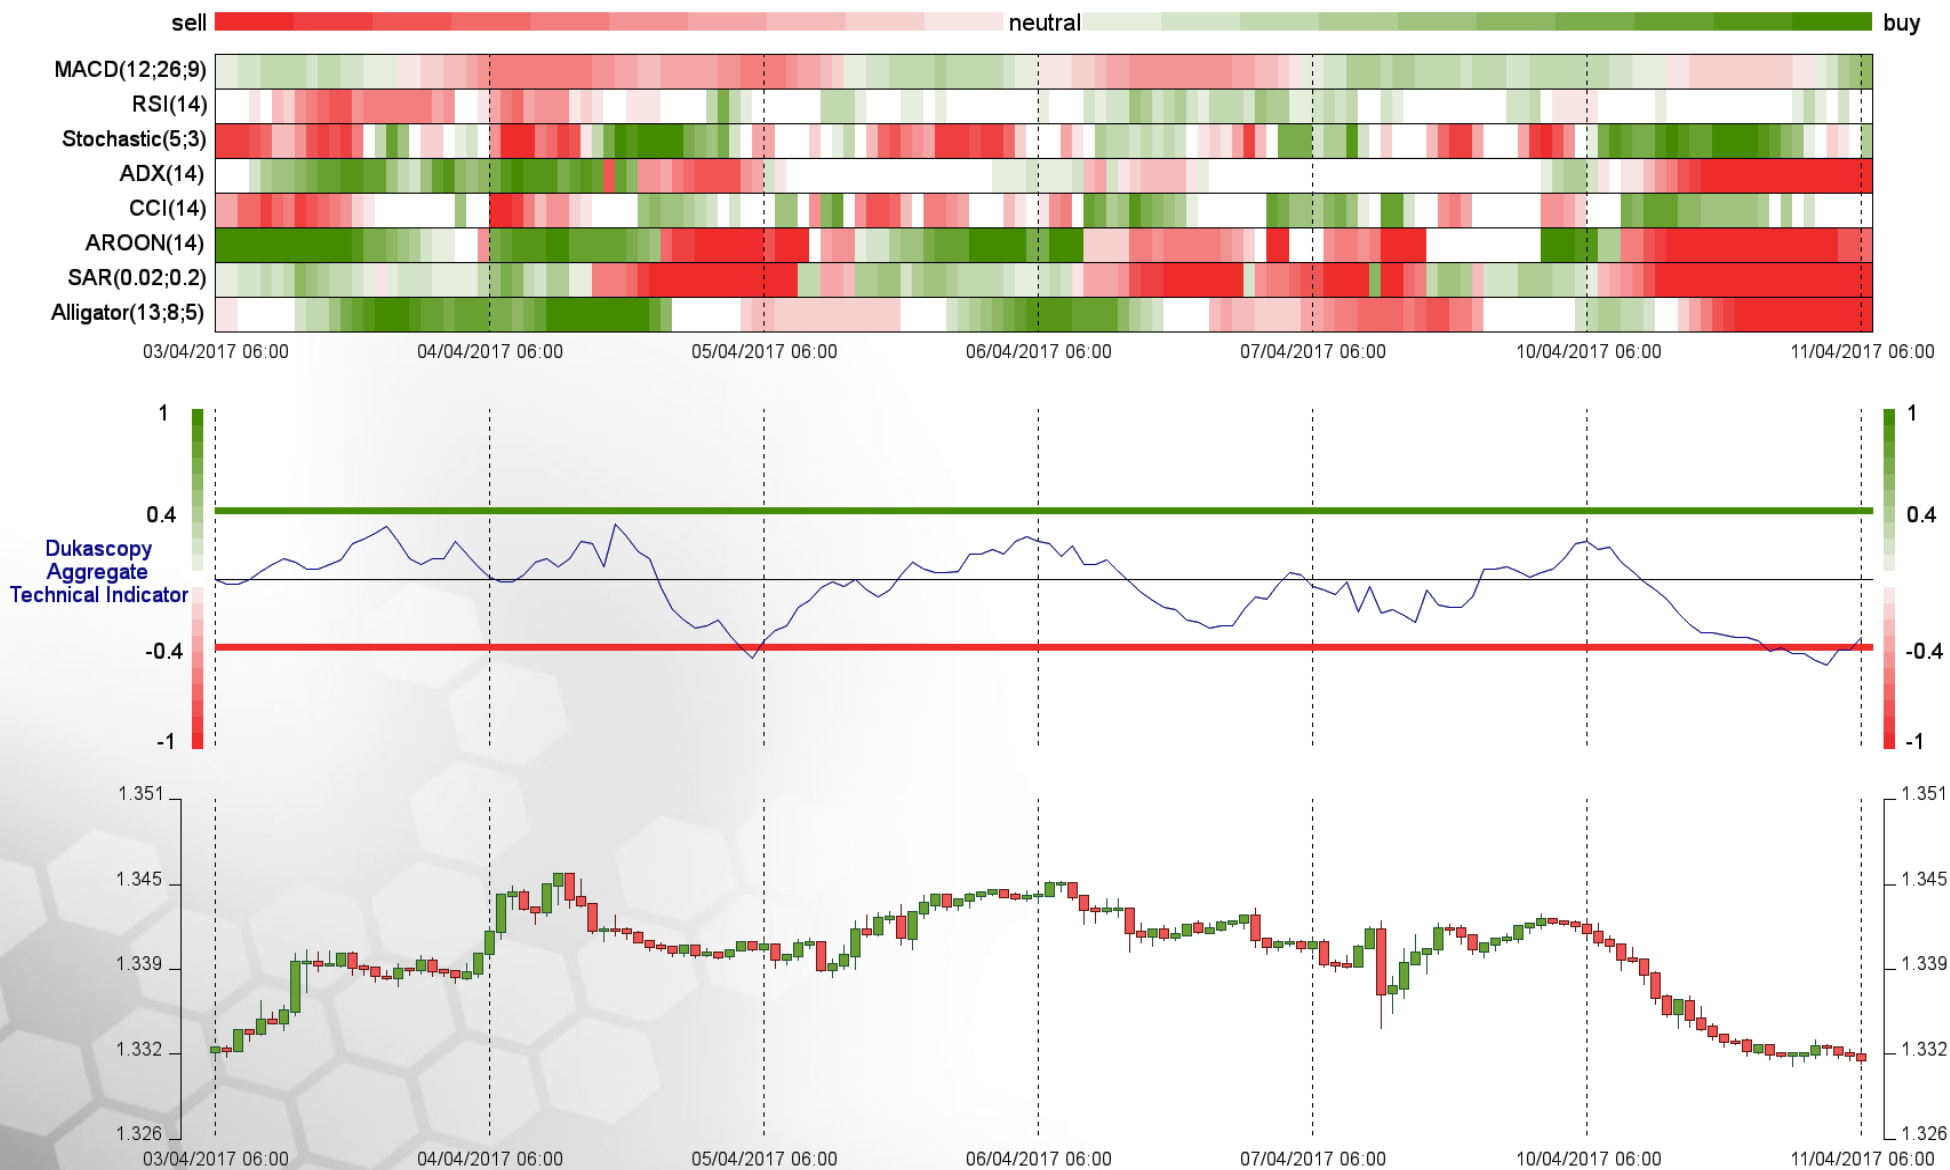 sell neutral buy
MACD(12;26;9)
RSI(14)
Stochastic(5;3)
ADX(14)
CCI(14)
AROON(14)
SAR(0.02;0.2)
Alligator(13;8;5)
03/04/2017 06:00 04/04/2017 06:00 05/04/2017 06:00 06/04/2017 06:00 07/04/2017 06:00 10/04/2017 06:00 11/04/2017 06:00
1 1
0.4 0.4
Dukascopy
Aggregate
Technical Indicator
-0.4 -0.4
-1 -1
1.351 1.351
1.345 1.345
1.339 1.339
1.332 1.332
1.326 1.326
03/04/2017 06:00 04/04/2017 06:00 05/04/2017 06:00 06/04/2017 06:00 07/04/2017 06:00 10/04/2017 06:00 11/04/2017 06:00